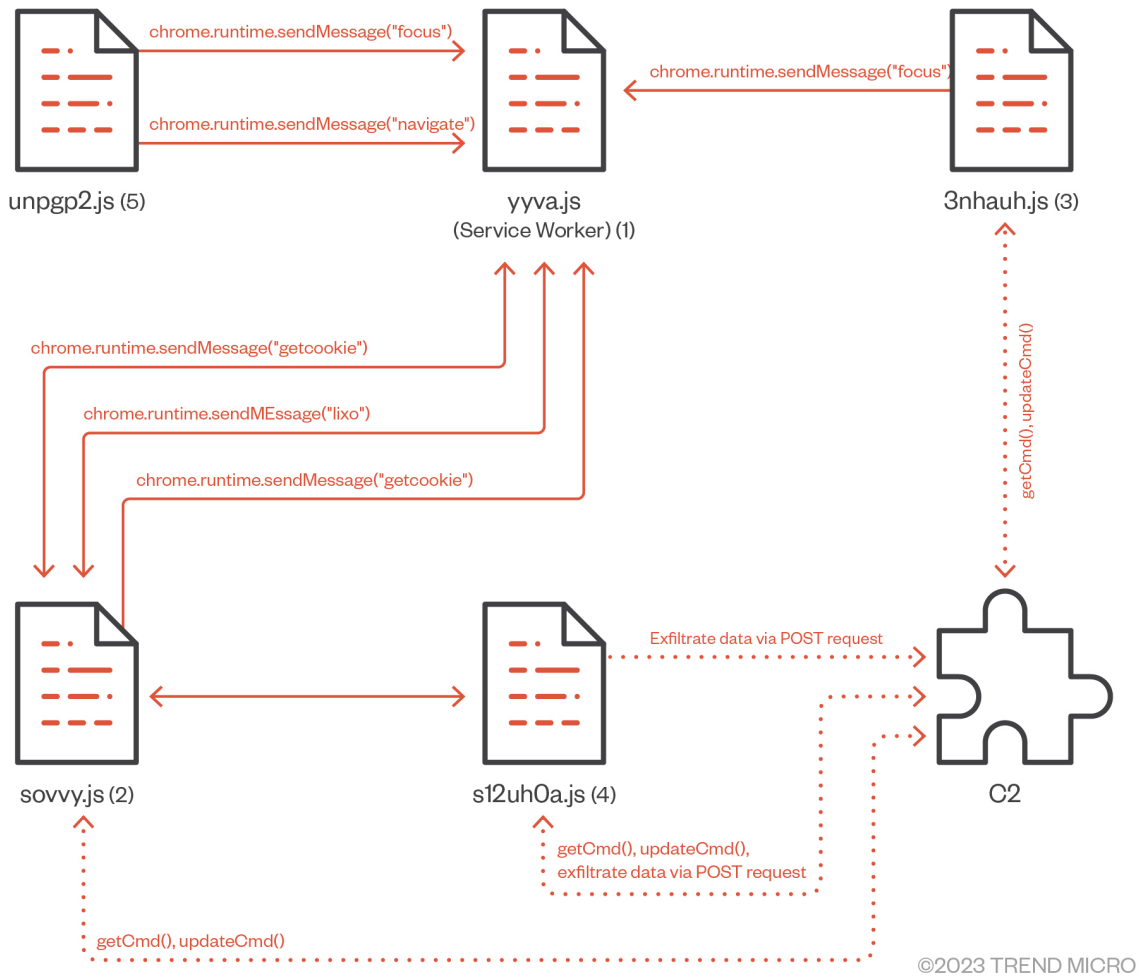 chrome.runtime.sendMessage("focus")
chrome.runtime.sendMessage("focus")
chrome.runtime.sendMessage("navigate")
unpgp2.js (5)
yyva.js
(Service Worker) (1)
3nhauh.js (3)
chrome.runtime.sendMessage("getcookie")
getCmd(), updateCmd()
chrome.runtime.sendMEssage("lixo")
chrome.runtime.sendMessage("getcookie")
Exfiltrate data via POST request
sovvy.js (2)
s12uh0a.js (4)
C2
getCmd(), updateCmd(),
exfiltrate data via POST request
getCmd(), updateCmd()
©2023 TREND MICRO